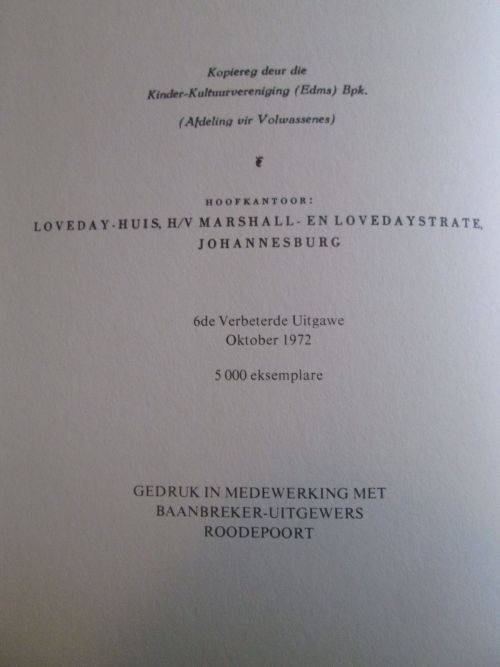 Kopiereg deur die
Kinder-Kultuurvereniging (Edms) Bpk.
(Afdeling vir Volwassenes)
HOOFKANTOOR:
LOVEDAY-HUIS, H/V MARSHALL- EN LOVEDAYSTRATE,
JOHANNESBURG
6de Verbeterde Uitgawe
Oktober 1972
5 000 eksemplare
GEDRUK IN MEDEWERKING MET
BAANBREKER-UITGEWERS
ROODEPOORT